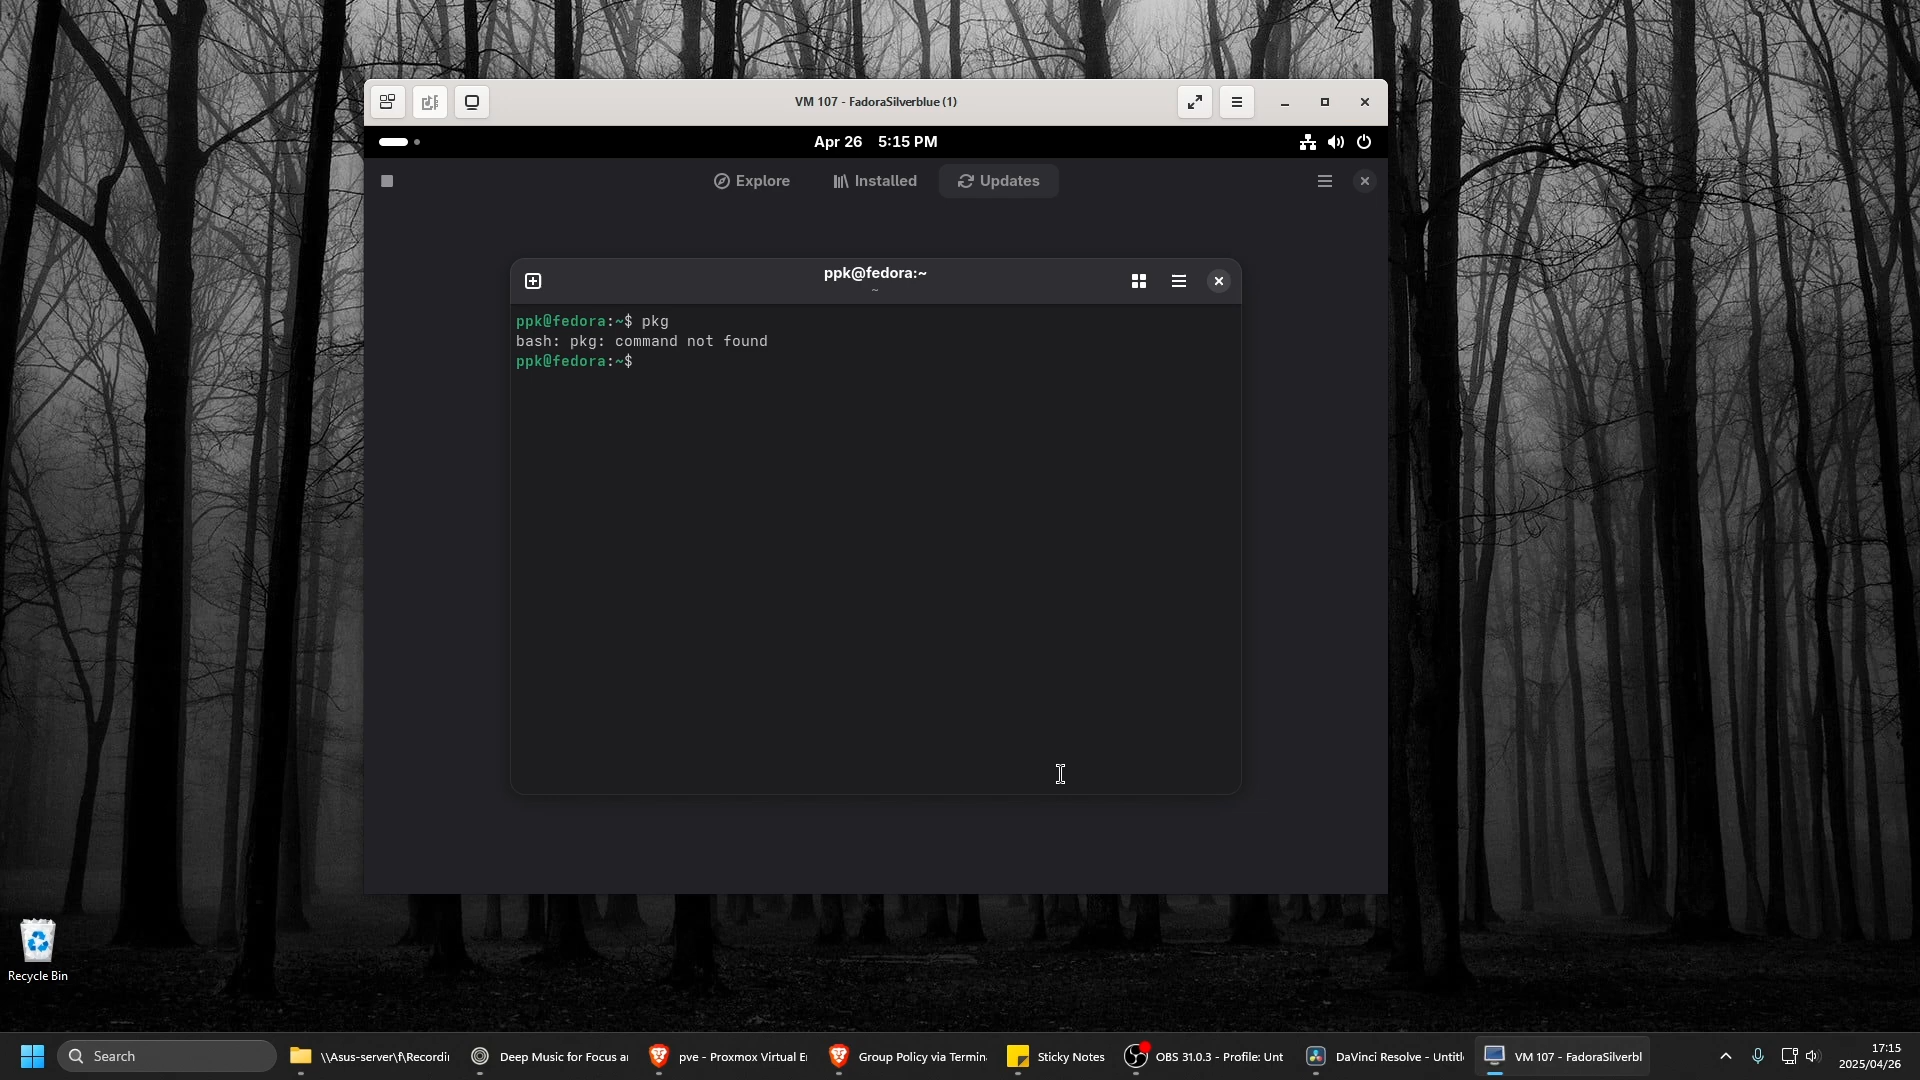 VM 107 - FadoraSilverblue (1)
Apr 26 5:15 PM
Explore
Installed
Updates
ppk@fedora:~
~
ppk@fedora:~$ pkg
bash: pkg: command not found
ppk@fedora:~$
Recycle Bin
Search
\\Asus-server\f\Recordi
Deep Music for Focus a
pve - Proxmox Virtual E
Group Policy via Termin
Sticky Notes
OBS 31.0.3 - Profile: Unt
DaVinci Resolve - Untitl
VM 107 - FadoraSilverbl
17:15
2025/04/26